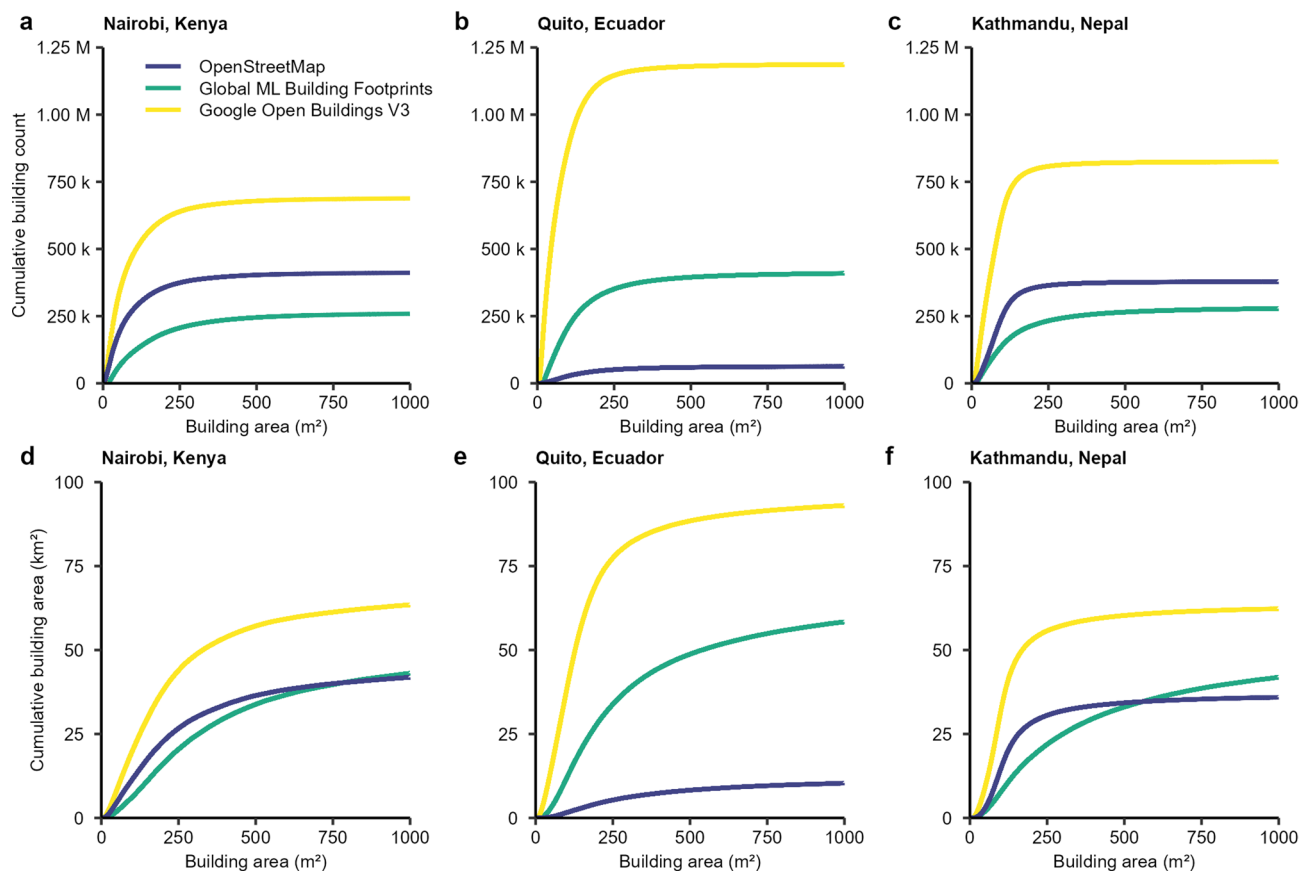 a Nairobi, Kenya
1.25 M
1.00 M
750 k
500 k
250 k
0
Cumulative building count
OpenStreetMap
Global ML Building Footprints
Google Open Buildings V3
0 250 500 750 1000
Building area (m²)
b Quito, Ecuador
1.25 M
1.00 M
750 k
500 k
250 k
0
0 250 500 750 1000
Building area (m²)
c Kathmandu, Nepal
1.25 M
1.00 M
750 k
500 k
250 k
0
0 250 500 750 1000
Building area (m²)
d Nairobi, Kenya
100
75
50
25
0
Cumulative building area (km²)
0 250 500 750 1000
Building area (m²)
e Quito, Ecuador
100
75
50
25
0
0 250 500 750 1000
Building area (m²)
f Kathmandu, Nepal
100
75
50
25
0
0 250 500 750 1000
Building area (m²)